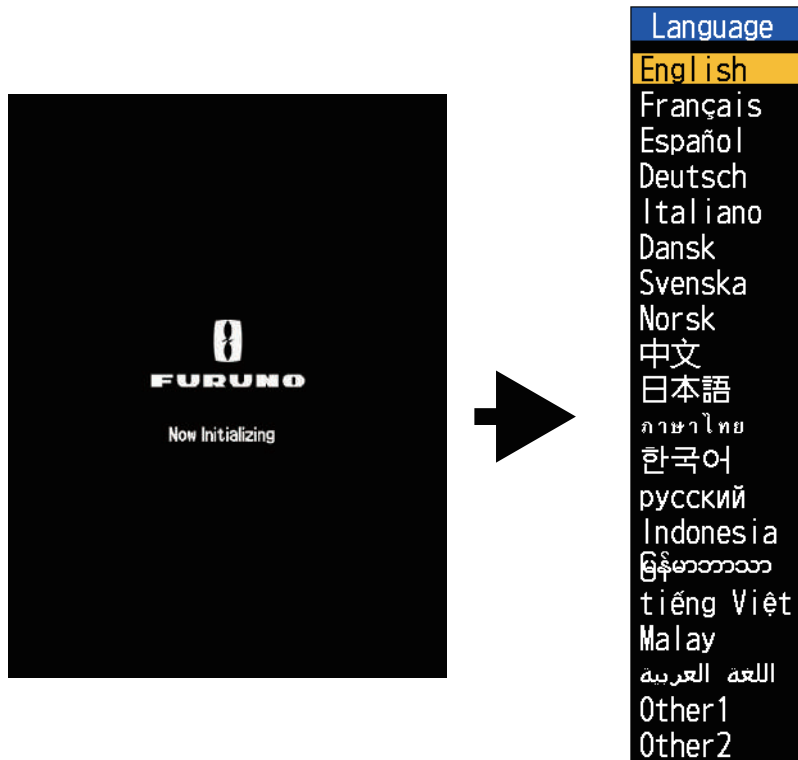 FURUNO
Now Initializing
Language
English
Français
Español
Deutsch
Italiano
Dansk
Svenska
Norsk
中文
日本語
ภาษาไทย
한국어
русский
Indonesia
မြန်မာဘာသာ
tiếng Việt
Malay
اللغة العربية
Other1
Other2